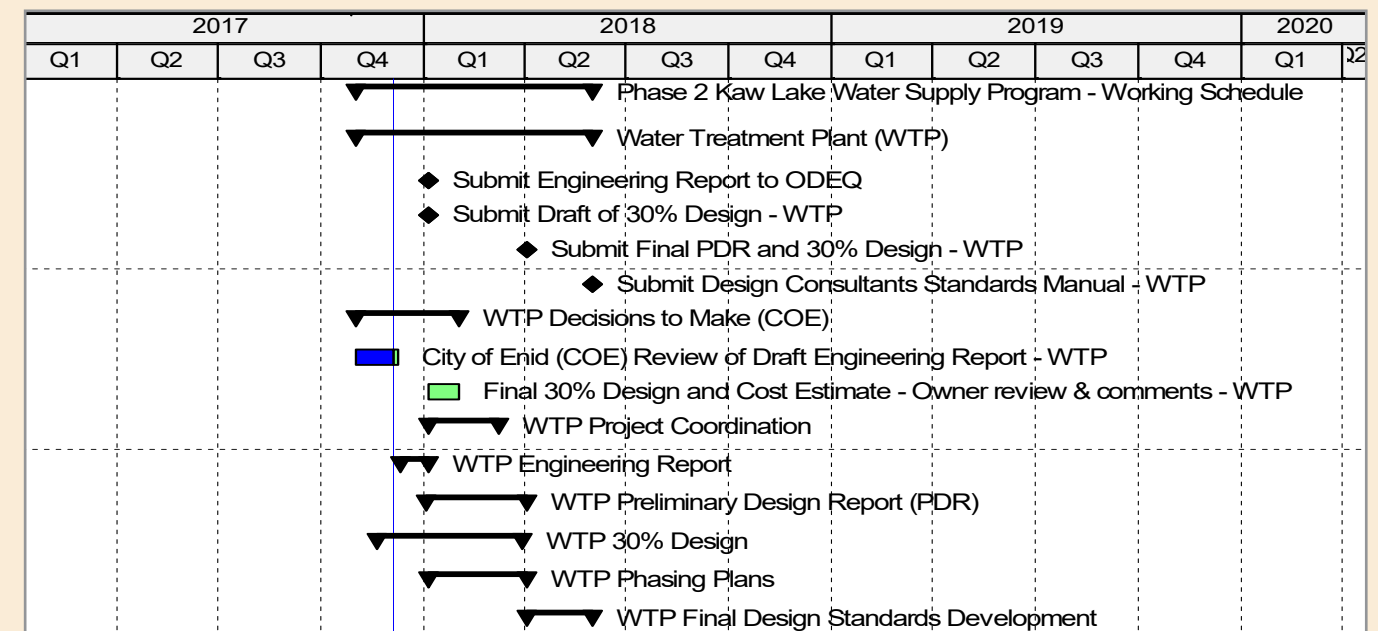 2017 2018 2019 2020
Q1 Q2 Q3 Q4 Q1 Q2 Q3 Q4 Q1 Q2 Q3 Q4 Q1 Q2
Phase 2 Kaw Lake Water Supply Program - Working Schedule
Water Treatment Plant (WTP)
Submit Engineering Report to ODEQ
Submit Draft of 30% Design - WTP
Submit Final PDR and 30% Design - WTP
Submit Design Consultants Standards Manual - WTP
WTP Decisions to Make (COE)
City of Enid (COE) Review of Draft Engineering Report - WTP
Final 30% Design and Cost Estimate - Owner review & comments - WTP
WTP Project Coordination
WTP Engineering Report
WTP Preliminary Design Report (PDR)
WTP 30% Design
WTP Phasing Plans
WTP Final Design Standards Development